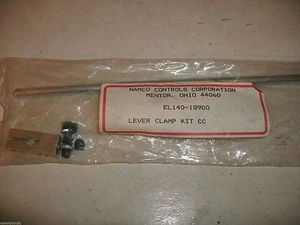 NAMCO CONTROLS CORPORATION
MENTOR, OHIO 44060
EL140-18900
LEVER CLAMP KIT CC